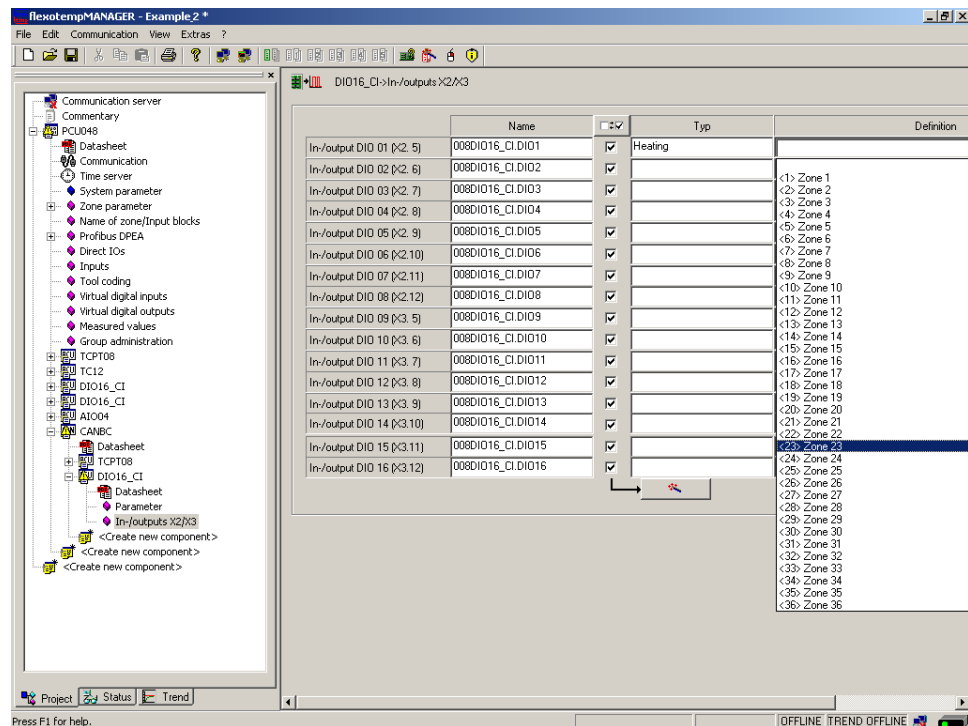 flexotempMANAGER - Example_2 *
File Edit Communication View Extras ?
DIO16_CI->In-/outputs X2/X3
Communication server
Commentary
PCU048
Datasheet
Communication
Time server
System parameter
Zone parameter
Name of zone/Input blocks
Profibus DPEA
Direct IOs
Inputs
Tool coding
Virtual digital inputs
Virtual digital outputs
Measured values
Group administration
TCPT08
TC12
DIO16_CI
DIO16_CI
AIO04
CANBC
Datasheet
TCPT08
DIO16_CI
Datasheet
Parameter
In-/outputs X2/X3
<Create new component>
<Create new component>
<Create new component>
Project Status Trend
Name Typ Definition
In-/output DIO 01 (X2. 5) 008DIO16_CI.DIO1 Heating
In-/output DIO 02 (X2. 6) 008DIO16_CI.DIO2
In-/output DIO 03 (X2. 7) 008DIO16_CI.DIO3
In-/output DIO 04 (X2. 8) 008DIO16_CI.DIO4
In-/output DIO 05 (X2. 9) 008DIO16_CI.DIO5
In-/output DIO 06 (X2.10) 008DIO16_CI.DIO6
In-/output DIO 07 (X2.11) 008DIO16_CI.DIO7
In-/output DIO 08 (X2.12) 008DIO16_CI.DIO8
In-/output DIO 09 (X3. 5) 008DIO16_CI.DIO9
In-/output DIO 10 (X3. 6) 008DIO16_CI.DIO10
In-/output DIO 11 (X3. 7) 008DIO16_CI.DIO11
In-/output DIO 12 (X3. 8) 008DIO16_CI.DIO12
In-/output DIO 13 (X3. 9) 008DIO16_CI.DIO13
In-/output DIO 14 (X3.10) 008DIO16_CI.DIO14
In-/output DIO 15 (X3.11) 008DIO16_CI.DIO15
In-/output DIO 16 (X3.12) 008DIO16_CI.DIO16
<1> Zone 1
<2> Zone 2
<3> Zone 3
<4> Zone 4
<5> Zone 5
<6> Zone 6
<7> Zone 7
<8> Zone 8
<9> Zone 9
<10> Zone 10
<11> Zone 11
<12> Zone 12
<13> Zone 13
<14> Zone 14
<15> Zone 15
<16> Zone 16
<17> Zone 17
<18> Zone 18
<19> Zone 19
<20> Zone 20
<21> Zone 21
<22> Zone 22
<23> Zone 23
<24> Zone 24
<25> Zone 25
<26> Zone 26
<27> Zone 27
<28> Zone 28
<29> Zone 29
<30> Zone 30
<31> Zone 31
<32> Zone 32
<33> Zone 33
<34> Zone 34
<35> Zone 35
<36> Zone 36
Press F1 for help.
OFFLINE TREND OFFLINE